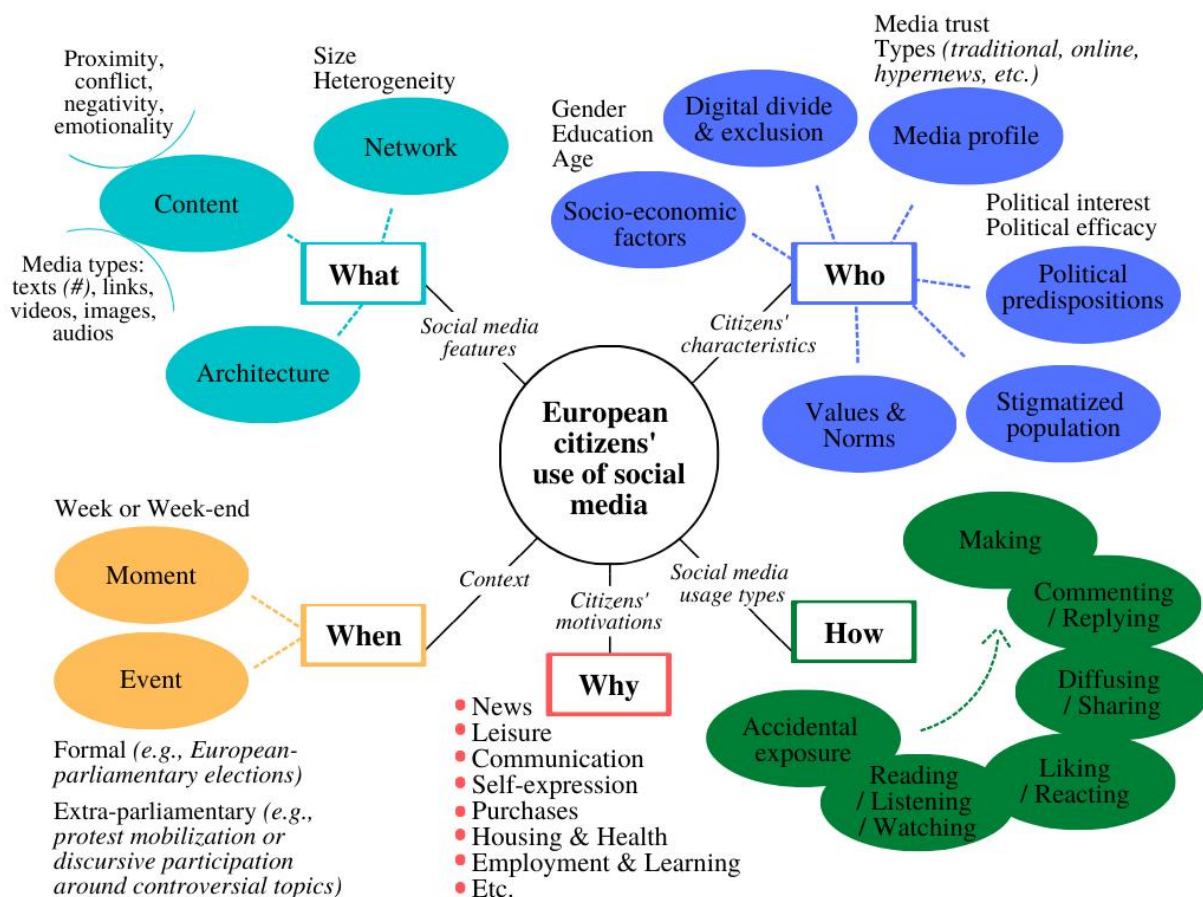 Proximity,
conflict,
negativity,
emotionality
Content
Media types:
texts (#), links,
videos, images,
audios
Size
Heterogeneity
Network
What
Architecture
Social media
features
Gender
Education
Age
Socio-economic
factors
Digital divide
& exclusion
Media trust
Types (traditional, online,
hypernews, etc.)
Media profile
Who
Political interest
Political efficacy
Political
predispositions
Citizens'
characteristics
Values &
Norms
Stigmatized
population
European
citizens'
use of social
media
Week or Week-end
Moment
When
Context
Event
Formal (e.g., European-
parliamentary elections)
Extra-parliamentary (e.g.,
protest mobilization or
discursive participation
around controversial topics)
Citizens'
motivations
Why
News
Leisure
Communication
Self-expression
Purchases
Housing & Health
Employment & Learning
Etc.
Social media
usage types
How
Accidental
exposure
Reading
/ Listening
/ Watching
Liking
/ Reacting
Diffusing
/ Sharing
Commenting
/ Replying
Making